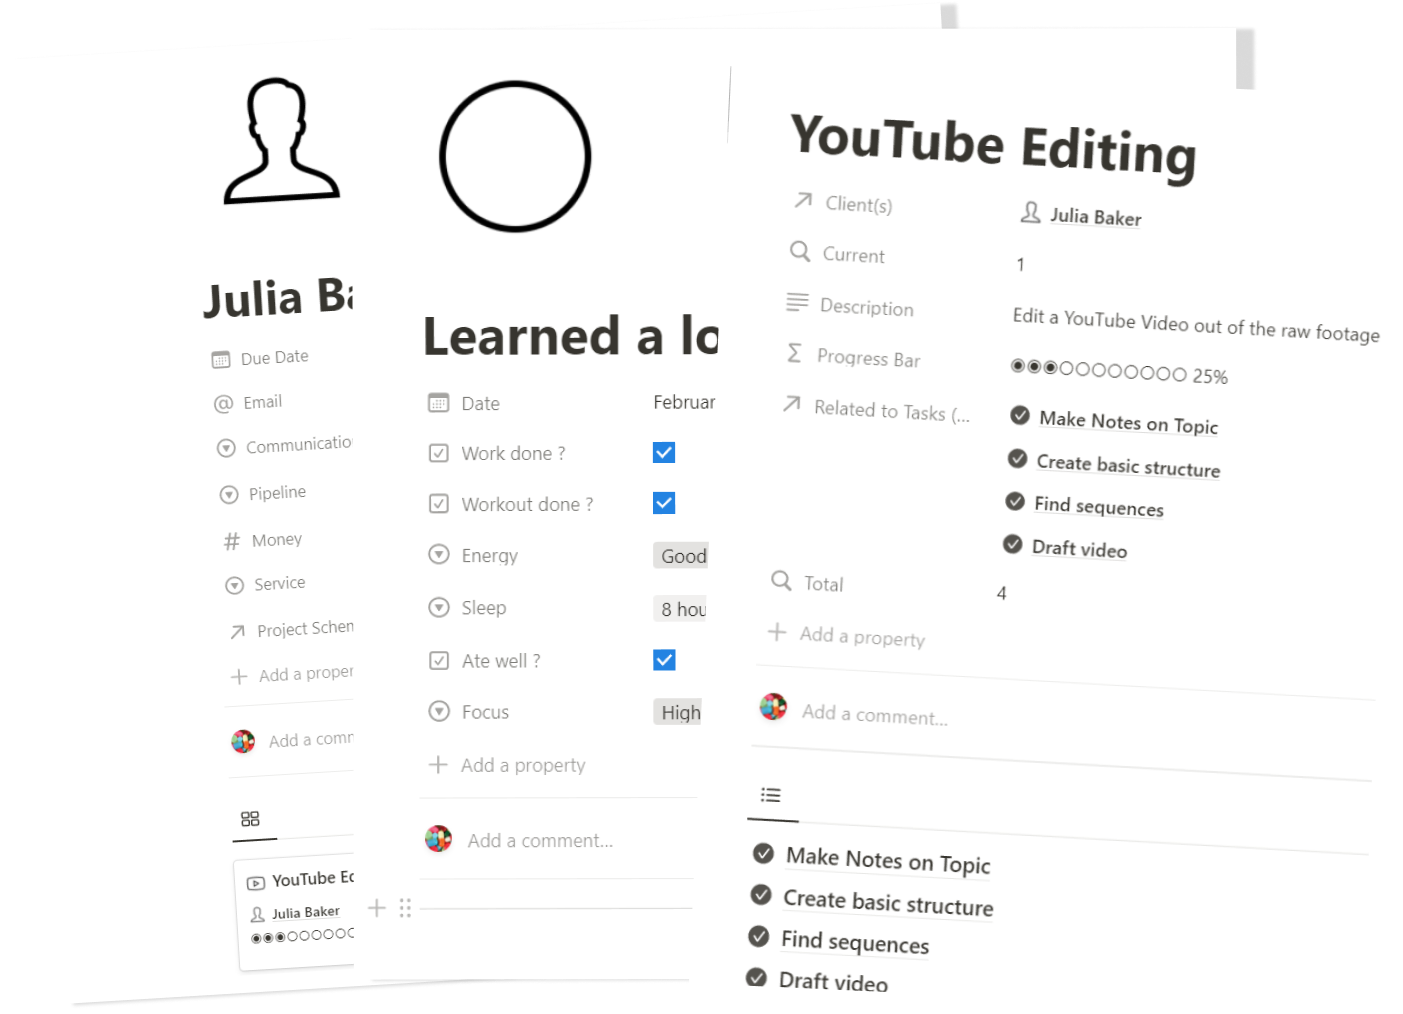 Julia Ba
Due Date
Email
Communicatio
Pipeline
Money
Service
Project Schem
Add a proper
Add a comm
YouTube Ed
Julia Baker
Learned a lo
Date Februar
Work done ?
Workout done ?
Energy Good
Sleep 8 hou
Ate well ?
Focus High
Add a property
Add a comment...
YouTube Editing
Client(s) Julia Baker
Current 1
Description Edit a YouTube Video out of the raw footage
Progress Bar ◉◉◉○○○○○○○○ 25%
Related to Tasks (... Make Notes on Topic
Create basic structure
Find sequences
Draft video
Total 4
Add a property
Add a comment...
Make Notes on Topic
Create basic structure
Find sequences
Draft video